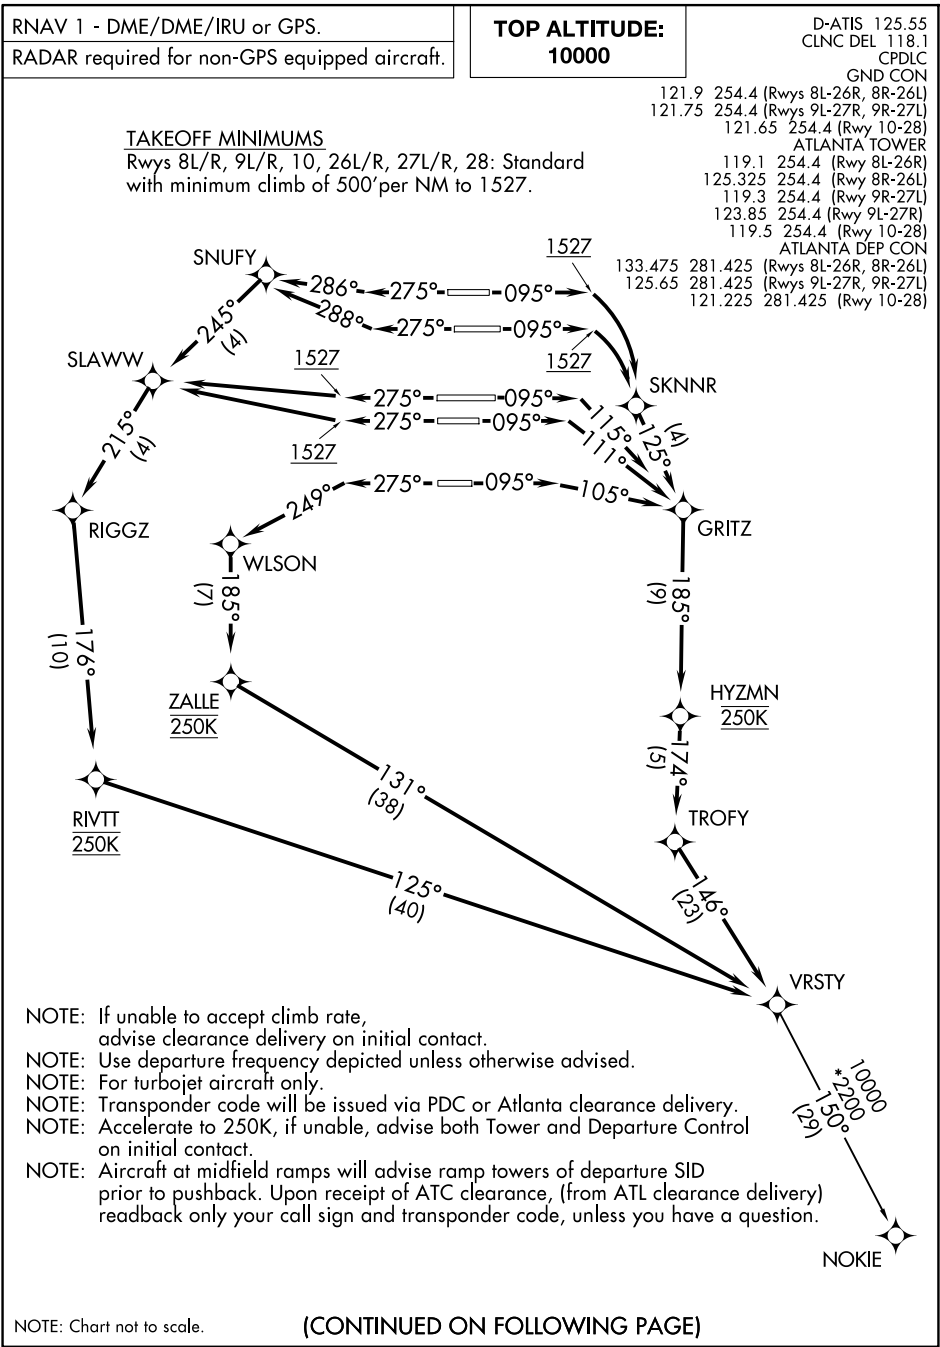 RNAV 1 - DME/DME/IRU or GPS.
RADAR required for non-GPS equipped aircraft.
TOP ALTITUDE:
10000
D-ATIS 125.55
CLNC DEL 118.1
CPDLC
GND CON
121.9 254.4 (Rwys 8L-26R, 8R-26L)
121.75 254.4 (Rwys 9L-27R, 9R-27L)
121.65 254.4 (Rwy 10-28)
ATLANTA TOWER
119.1 254.4 (Rwy 8L-26R)
125.325 254.4 (Rwy 8R-26L)
119.3 254.4 (Rwy 9R-27L)
123.85 254.4 (Rwy 9L-27R)
119.5 254.4 (Rwy 10-28)
ATLANTA DEP CON
133.475 281.425 (Rwys 8L-26R, 8R-26L)
125.65 281.425 (Rwys 9L-27R, 9R-27L)
121.225 281.425 (Rwy 10-28)
TAKEOFF MINIMUMS
Rwys 8L/R, 9L/R, 10, 26L/R, 27L/R, 28: Standard
with minimum climb of 500'per NM to 1527.
SNUFY
1527
286° 275° 095°
288° 275° 095°
245°
(4)
1527
SLAWW
1527
SKNNR
275° 095°
275° 095°
115°
111°
125°
(4)
1527
215°
(4)
249° 275° 095° 105°
RIGGZ
WLSON
GRITZ
185°
(7)
185°
(9)
176°
(10)
ZALLE
250K
HYZMN
250K
174°
(5)
131°
(38)
RIVTT
250K
TROFY
125°
(40)
146°
(23)
VRSTY
10000
*2200
150°
(29)
NOKIE
NOTE: If unable to accept climb rate,
advise clearance delivery on initial contact.
NOTE: Use departure frequency depicted unless otherwise advised.
NOTE: For turbojet aircraft only.
NOTE: Transponder code will be issued via PDC or Atlanta clearance delivery.
NOTE: Accelerate to 250K, if unable, advise both Tower and Departure Control
on initial contact.
NOTE: Aircraft at midfield ramps will advise ramp towers of departure SID
prior to pushback. Upon receipt of ATC clearance, (from ATL clearance delivery)
readback only your call sign and transponder code, unless you have a question.
NOTE: Chart not to scale.
(CONTINUED ON FOLLOWING PAGE)